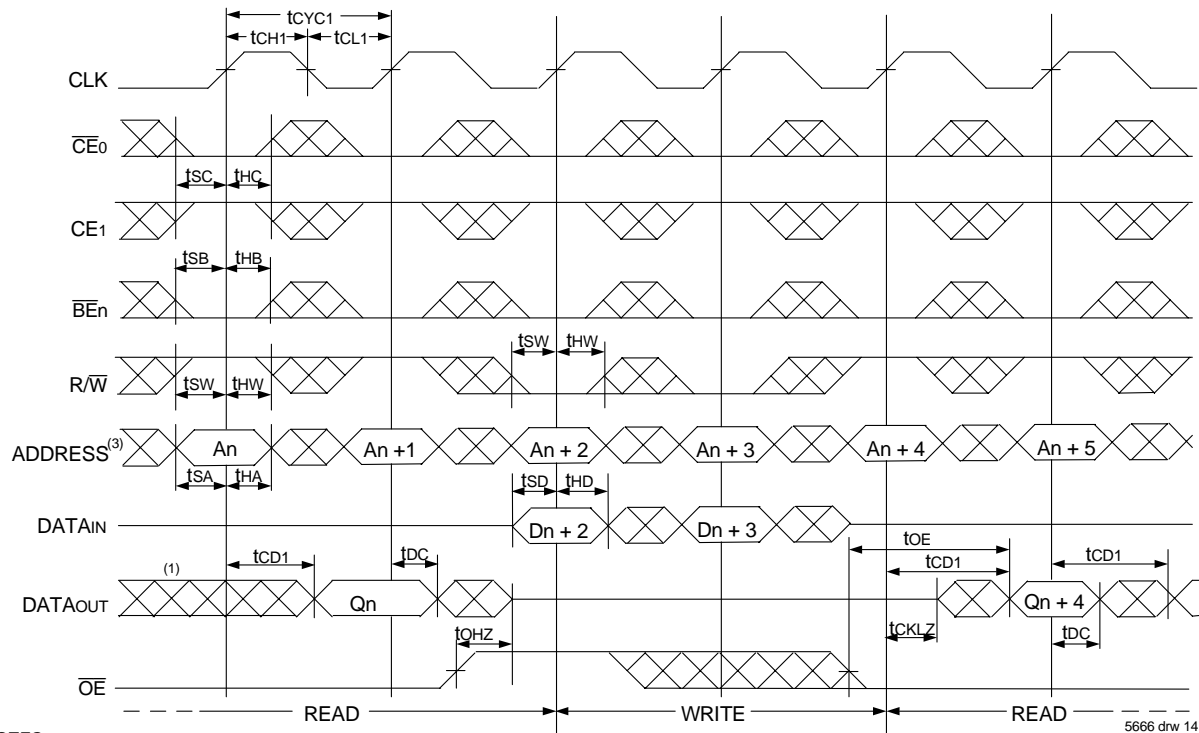 tCYC1
tCH1 tCL1
CLK
CE0
tSC tHC
CE1
tSB tHB
BEn
tSW tHW
R/W
tSW tHW
ADDRESS(3) An An +1 An + 2 An + 3 An + 4 An + 5
tSA tHA tSD tHD
DATAIN Dn + 2 Dn + 3
tOE
tCD1 tDC tCD1 tCD1
(1)
DATAOUT Qn Qn + 4
tOHZ tCKLZ tDC
OE
READ WRITE READ
5666 drw 14